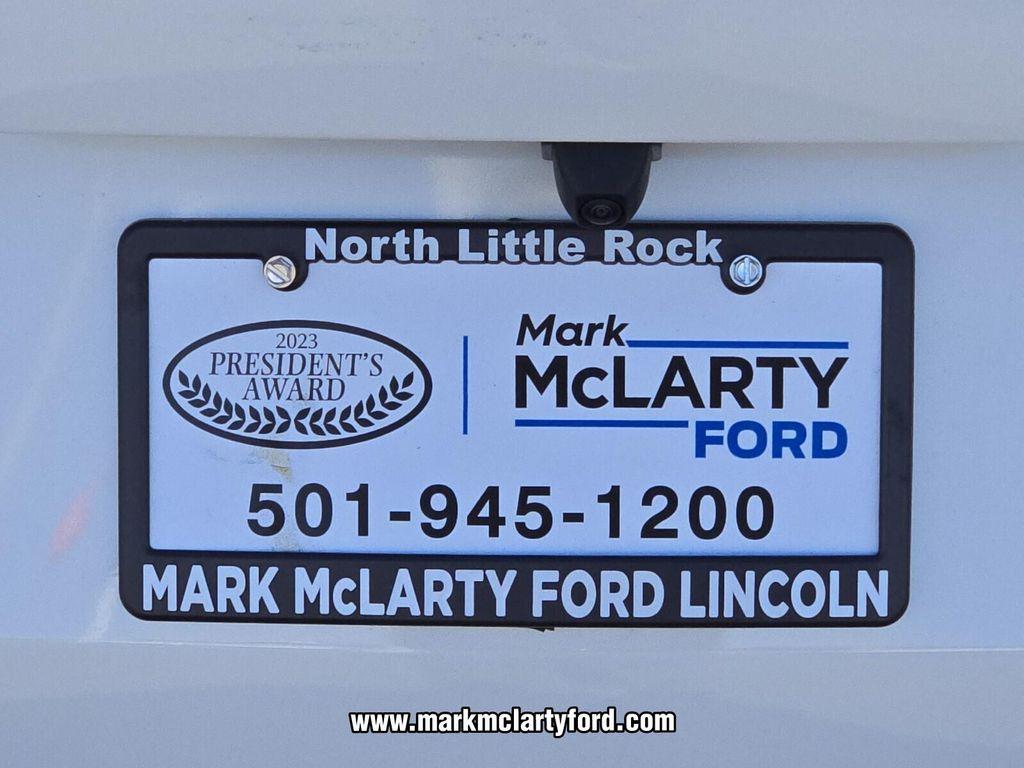 North Little Rock
2023
PRESIDENT'S
AWARD
Mark
McLARTY
FORD
501-945-1200
MARK McLARTY FORD LINCOLN
www.markmclartyford.com